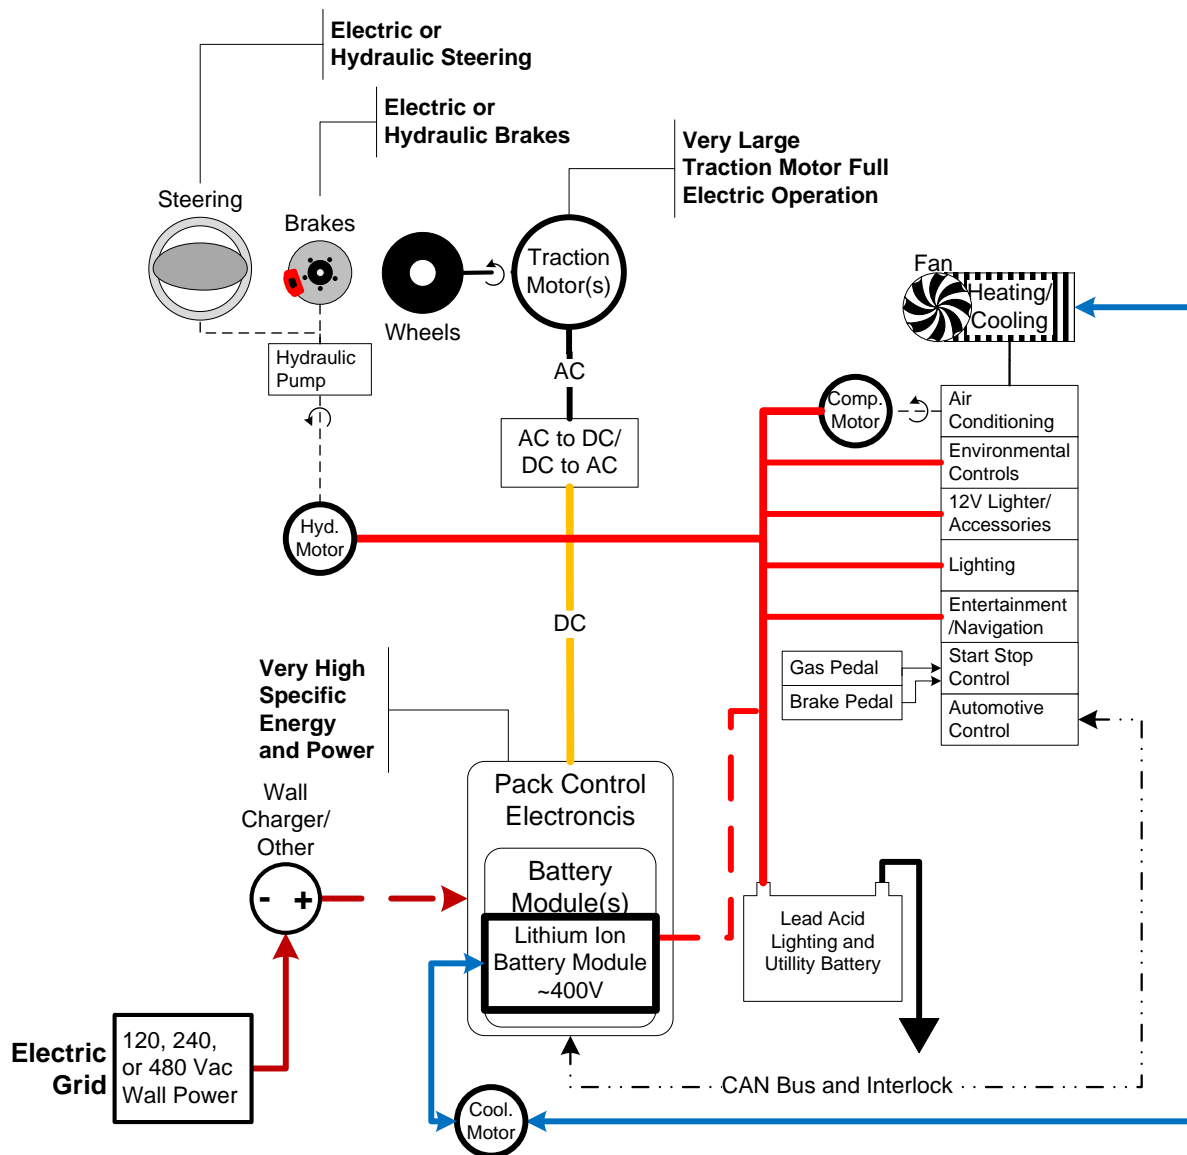 Electric or
Hydraulic Steering
Electric or
Hydraulic Brakes
Very Large
Traction Motor Full
Electric Operation
Steering
Brakes
Wheels
Traction
Motor(s)
Fan
Heating/
Cooling
Hydraulic
Pump
AC
Comp.
Motor
Air
Conditioning
AC to DC/
DC to AC
Environmental
Controls
12V Lighter/
Accessories
Hyd.
Motor
Lighting
DC
Entertainment
/Navigation
Gas Pedal
Brake Pedal
Start Stop
Control
Automotive
Control
Very High
Specific
Energy
and Power
Pack Control
Electroncis
Wall
Charger/
Other
- +
Battery
Module(s)
Lithium Ion
Battery Module
~400V
Lead Acid
Lighting and
Utillity Battery
Electric
Grid
120, 240,
or 480 Vac
Wall Power
CAN Bus and Interlock
Cool.
Motor